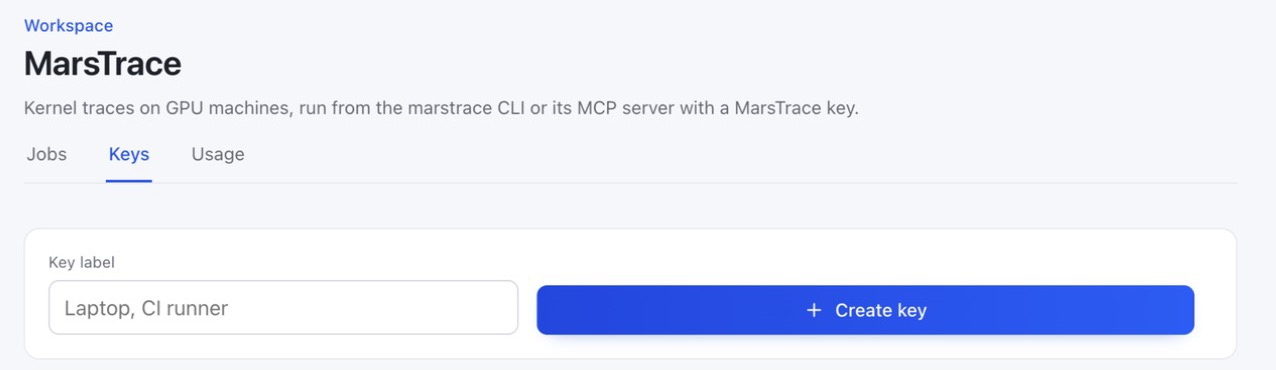 Workspace
MarsTrace
Kernel traces on GPU machines, run from the marstrace CLI or its MCP server with a MarsTrace key.
Jobs Keys Usage
Key label
Laptop, CI runner
+ Create key